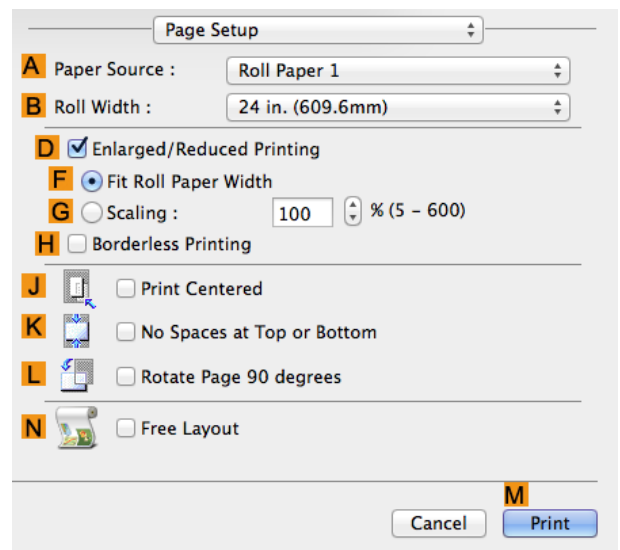 Page Setup
A Paper Source : Roll Paper 1
B Roll Width : 24 in. (609.6mm)
D Enlarged/Reduced Printing
F Fit Roll Paper Width
G Scaling : 100 % (5 – 600)
H Borderless Printing
J Print Centered
K No Spaces at Top or Bottom
L Rotate Page 90 degrees
N Free Layout
M
Cancel Print